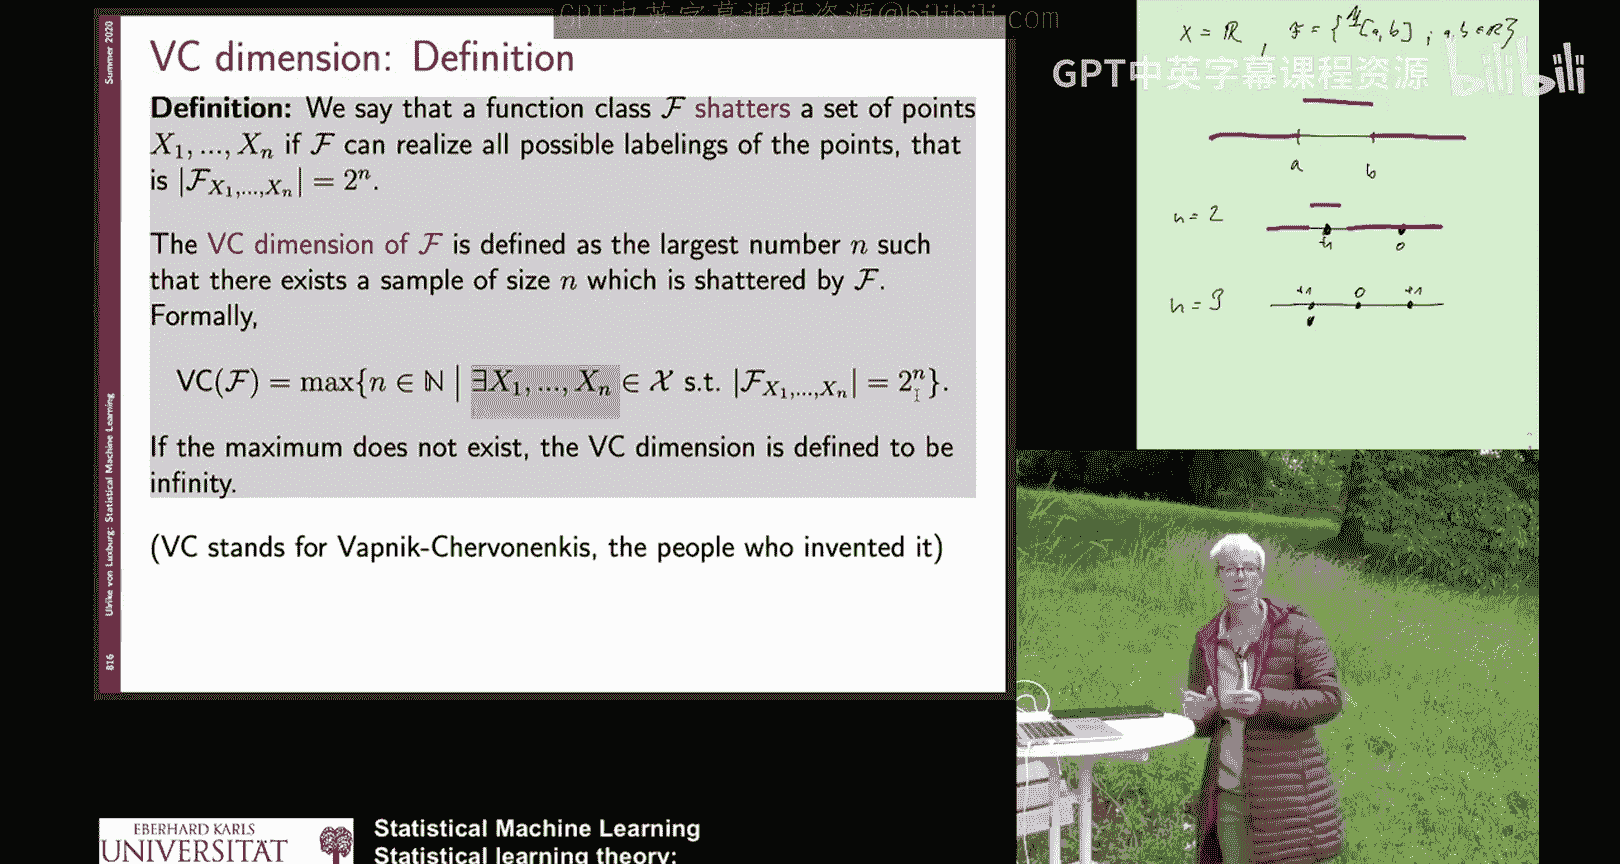 GPT中英字幕课程资源@bilibili.com
Summer 2020
VC dimension: Definition
Definition: We say that a function class ℱ shatters a set of points
X₁, ..., Xₙ if ℱ can realize all possible labelings of the points, that
is |ℱ_{X₁,...,Xₙ}| = 2ⁿ.
The VC dimension of ℱ is defined as the largest number n such
that there exists a sample of size n which is shattered by ℱ.
Formally,
VC(ℱ) = max{n ∈ ℕ | ∃X₁, ..., Xₙ ∈ 𝒳 s.t. |ℱ_{X₁,...,Xₙ}| = 2ⁿ}.
If the maximum does not exist, the VC dimension is defined to be
infinity.
(VC stands for Vapnik-Chervonenkis, the people who invented it)
Ulrike von Luxburg: Statistical Machine Learning
816
X = ℝ, ℱ = {𝟙[a,b] ; a,b ∈ ℝ}
GPT中英字幕课程资源 bilibili
a b
n = 2
0
n = 3
+1 0 +1
EBERHARD KARLS
UNIVERSITÄT
Statistical Machine Learning
Statistical learning theory: